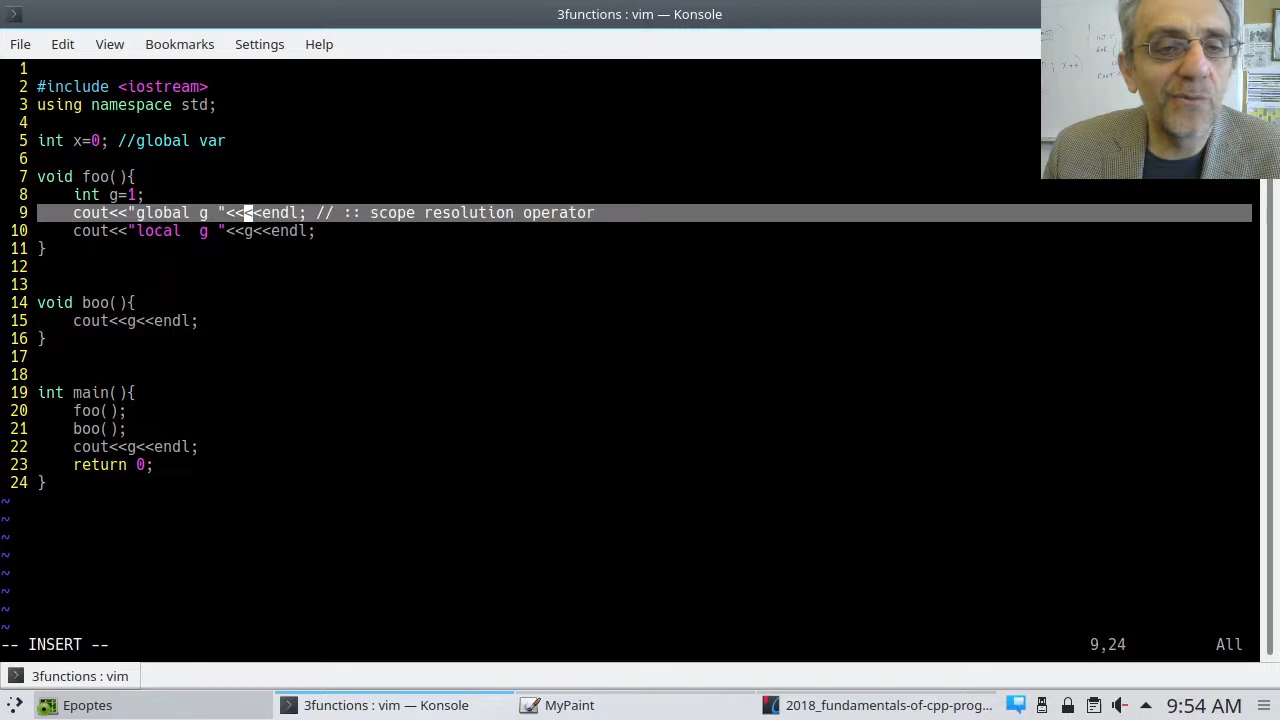 3functions : vim — Konsole
File Edit View Bookmarks Settings Help
1
2 #include <iostream>
3 using namespace std;
4
5 int x=0; //global var
6
7 void foo(){
8     int g=1;
9     cout<<"global g "<<<<endl; // :: scope resolution operator
10     cout<<"local  g "<<g<<endl;
11 }
12
13
14 void boo(){
15     cout<<g<<endl;
16 }
17
18
19 int main(){
20     foo();
21     boo();
22     cout<<g<<endl;
23     return 0;
24 }
~
~
~
~
~
~
~
~
-- INSERT -- 9,24 All
3functions : vim
Epoptes 3functions : vim — Konsole MyPaint 2018_fundamentals-of-cpp-prog... 9:54 AM